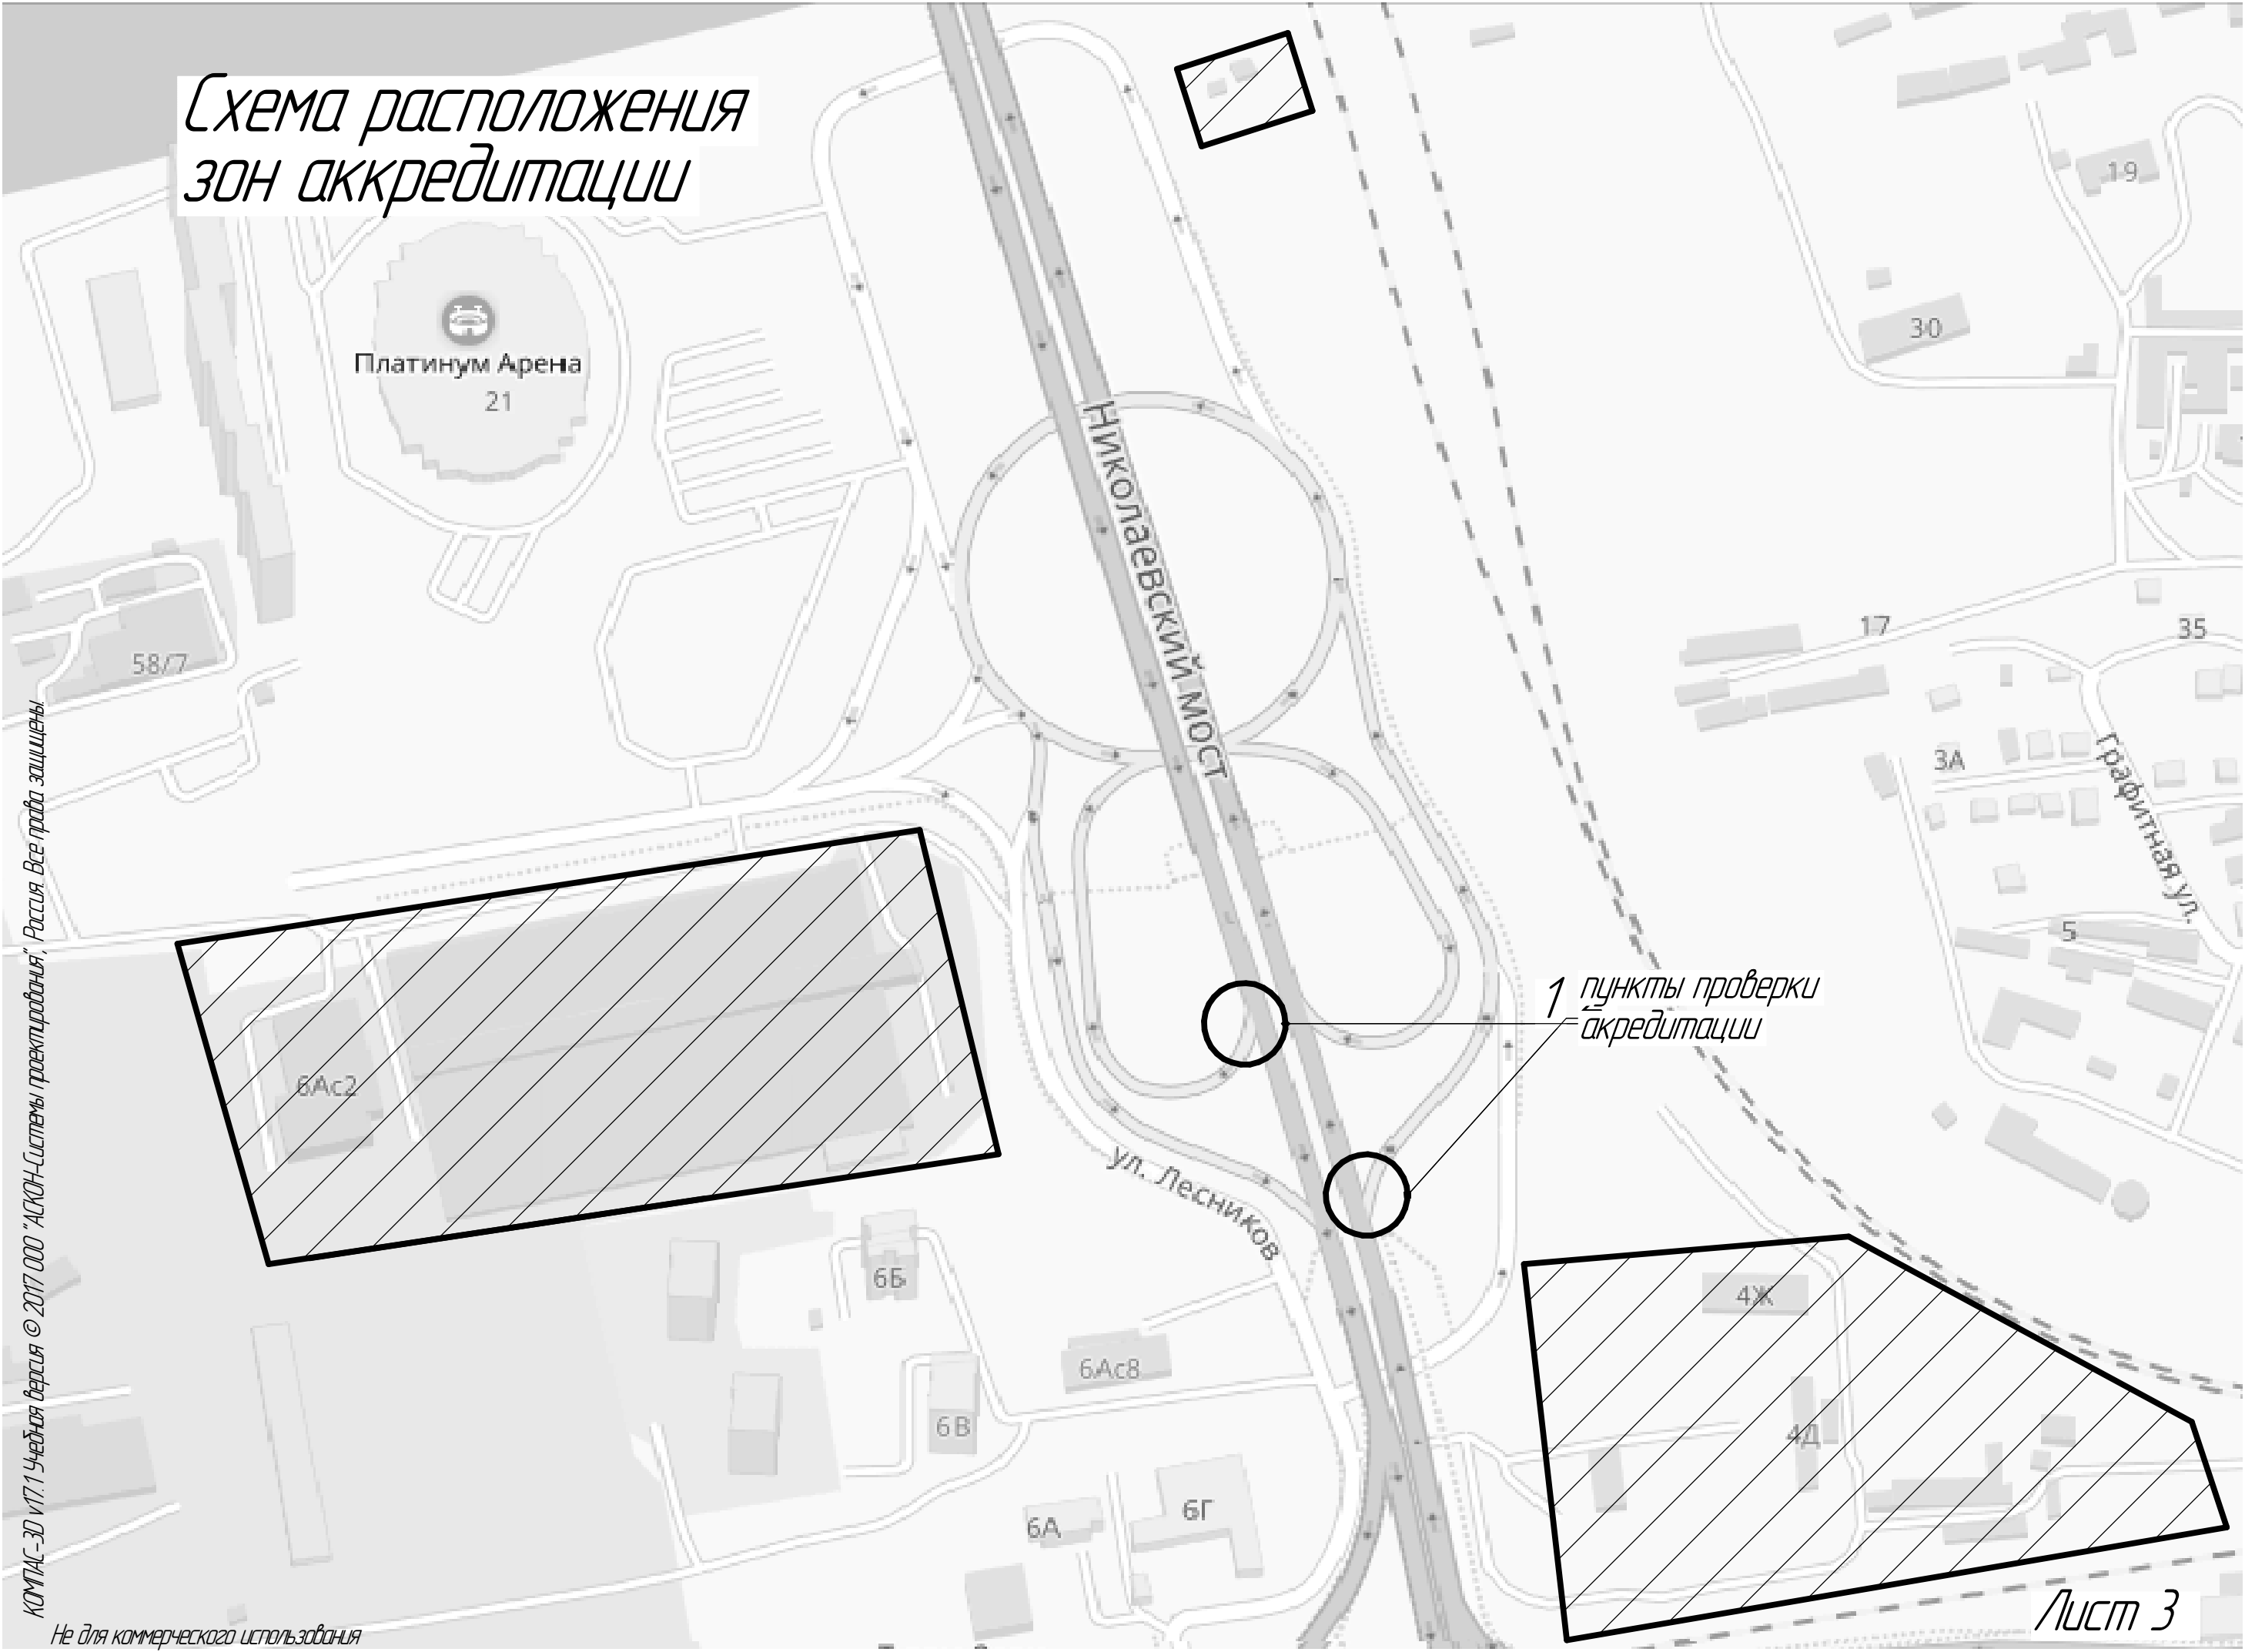 Схема расположения
зон аккредитации
19
30
Платинум Арена
21
Николаевский мост
17
35
58/7
3А
Графитная ул.
5
1 пункты проверки
акредитации
6Ас2
ул. Лесников
6Б
4Ж
6Ас8
6В
4Д
6Г
6А
Лист 3
КОМПАС-3D v17.1 Учебная версия © 2017 ООО "АСКОН-Системы проектирования", Россия. Все права защищены.
Не для коммерческого использования